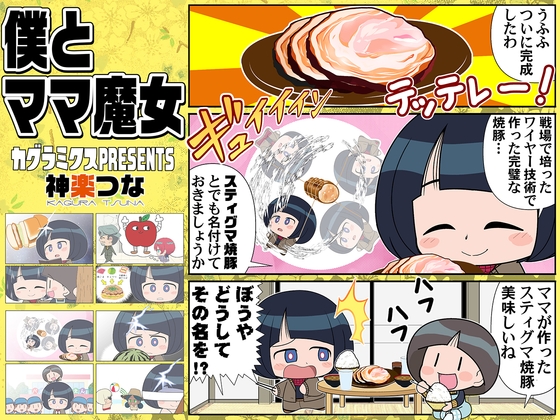 僕と
ママ魔女
カグラミクスPRESENTS
神楽つな
KAGURA TSUNA
うふふ
ついに完成
したわ
テッテレー!
戦場で培った
ワイヤー技術で
作った完璧な
焼豚…
ギュイイイン
スティグマ焼豚
とでも名付けて
おきましょうか
ママが作った
スティグマ焼豚
美味しいね
ハフ
ハフ
ぼうや
どうして
その名を!?